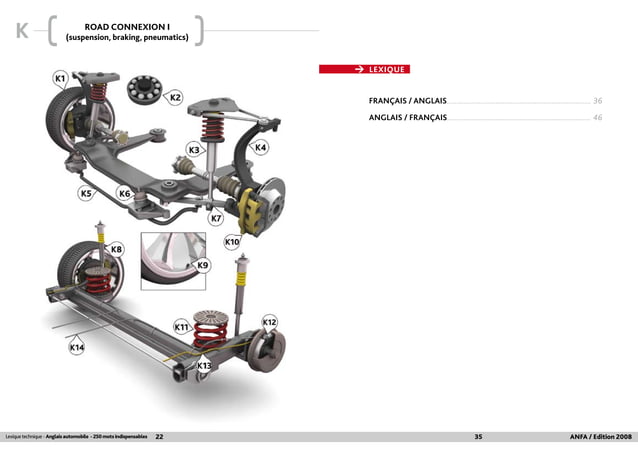 K
ROAD CONNEXION I
(suspension, braking, pneumatics)
K1
K2
K3
K4
K5
K6
K7
K10
K8
K9
K11
K12
K13
K14
Lexique technique - Anglais automobile - 250 mots indispensables 22
→ LEXIQUE
FRANÇAIS / ANGLAIS 36
ANGLAIS / FRANÇAIS 46
35 ANFA / Edition 2008